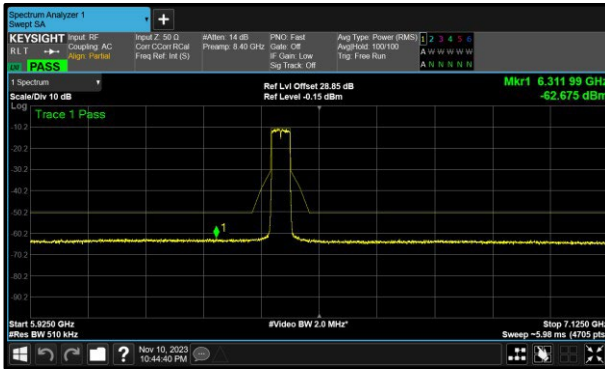 Spectrum Analyzer 1
Swept SA
+
KEYSIGHT Input: RF Input Z: 50 Ω #Atten: 14 dB PNO: Fast Avg Type: Power (RMS) 1 2 3 4 5 6
RLT Coupling: AC Corr CCorr RCal Preamp: 8.40 GHz Gate: Off Avg|Hold: 100/100 A W W W W W
Align: Partial Freq Ref: Int (S) IF Gain: Low Trig: Free Run
PASS Sig Track: Off A N N N N N
1 Spectrum Ref Lvl Offset 28.85 dB Mkr1 6.311 99 GHz
Scale/Div 10 dB Ref Level -0.15 dBm -62.675 dBm
Log
Trace 1 Pass
-10.2
-20.2
-30.2
-40.2
-50.2
1
-60.2
-70.2
-80.2
-90.2
Start 5.9250 GHz #Video BW 2.0 MHz* Stop 7.1250 GHz
#Res BW 510 kHz Sweep ~5.98 ms (4705 pts)
? Nov 10, 2023
10:44:40 PM